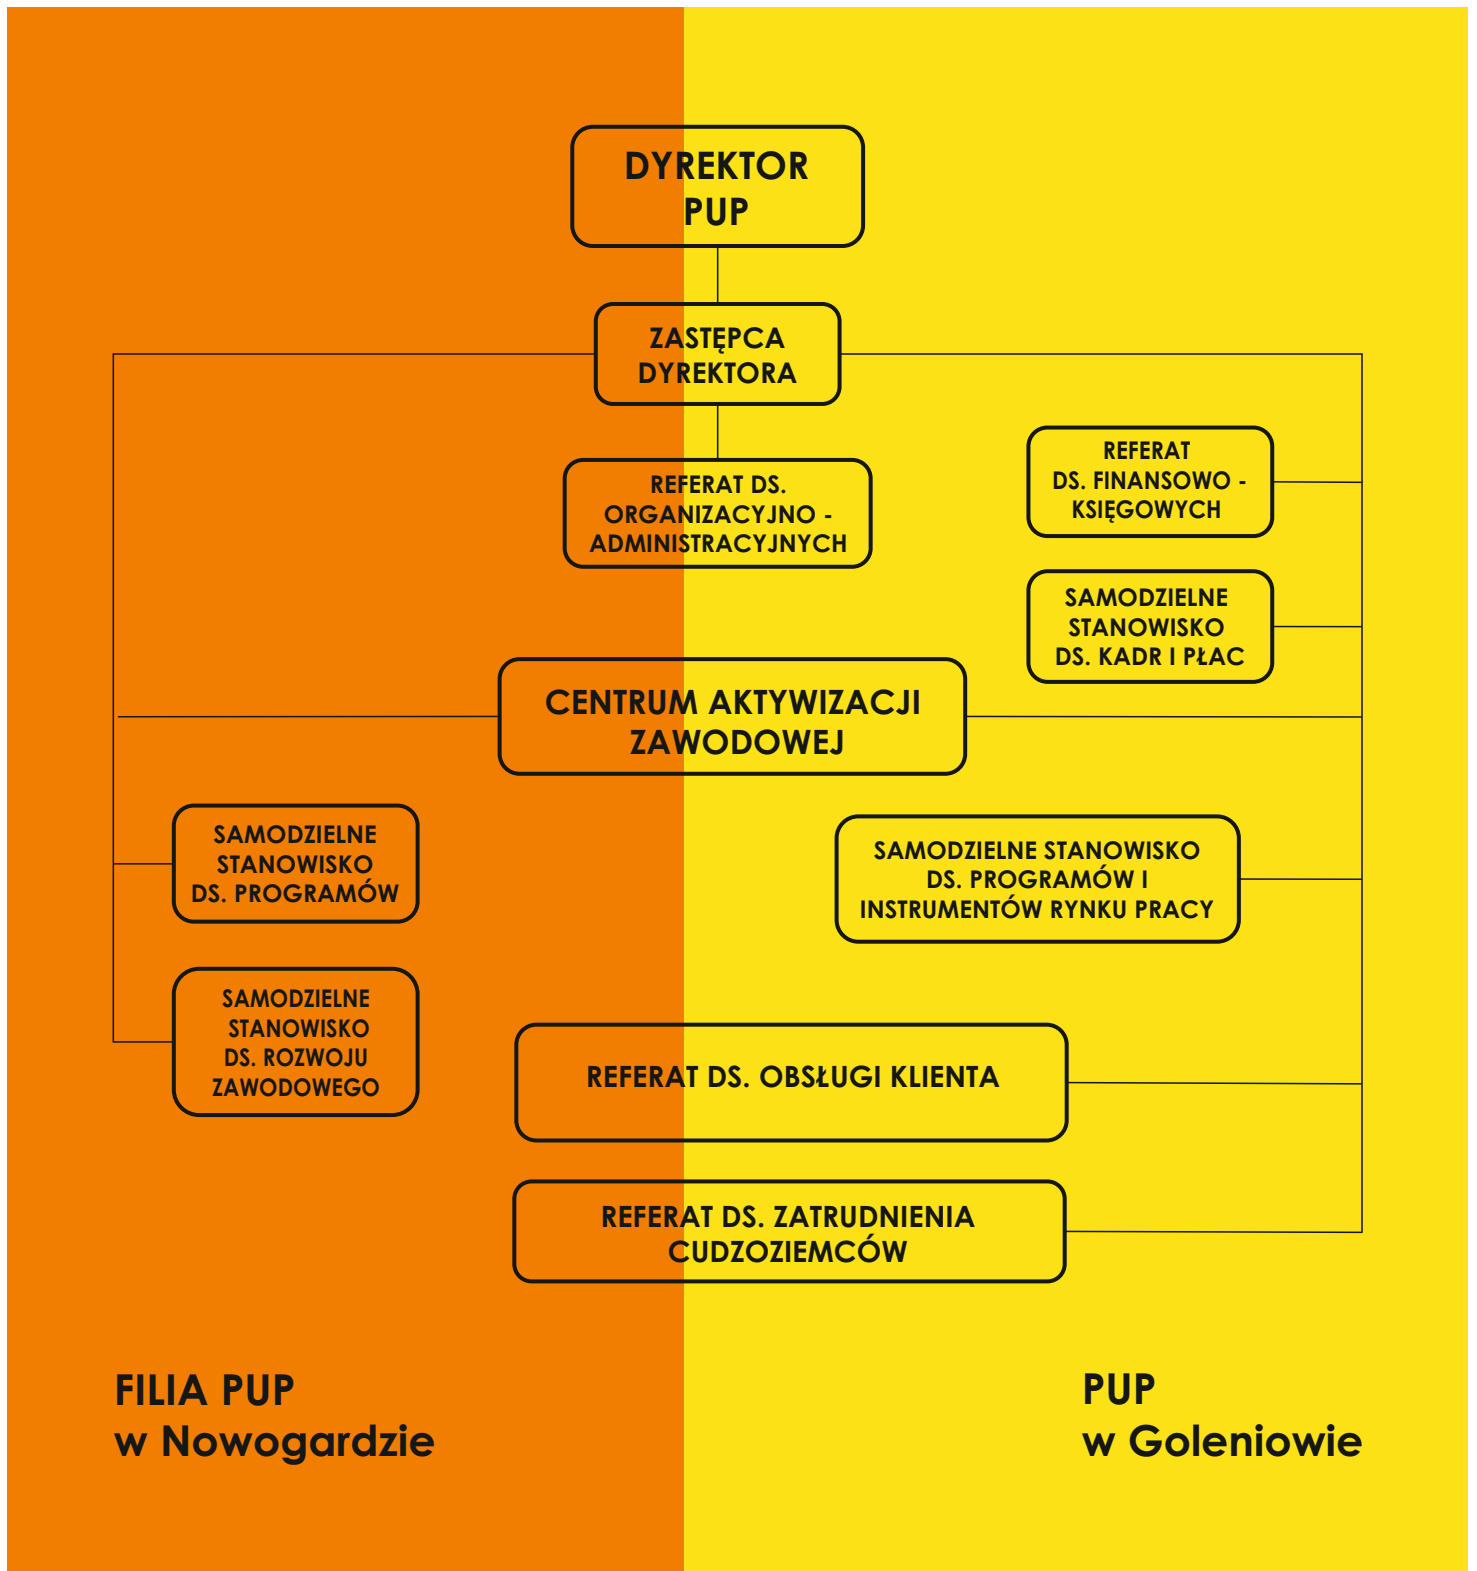 DYREKTOR
PUP
ZASTĘPCA
DYREKTORA
REFERAT DS.
ORGANIZACYJNO -
ADMINISTRACYJNYCH
REFERAT
DS. FINANSOWO -
KSIĘGOWYCH
SAMODZIELNE
STANOWISKO
DS. KADR I PŁAC
CENTRUM AKTYWIZACJI
ZAWODOWEJ
SAMODZIELNE
STANOWISKO
DS. PROGRAMÓW
SAMODZIELNE STANOWISKO
DS. PROGRAMÓW I
INSTRUMENTÓW RYNKU PRACY
SAMODZIELNE
STANOWISKO
DS. ROZWOJU
ZAWODOWEGO
REFERAT DS. OBSŁUGI KLIENTA
REFERAT DS. ZATRUDNIENIA
CUDZOZIEMCÓW
FILIA PUP
w Nowogardzie
PUP
w Goleniowie